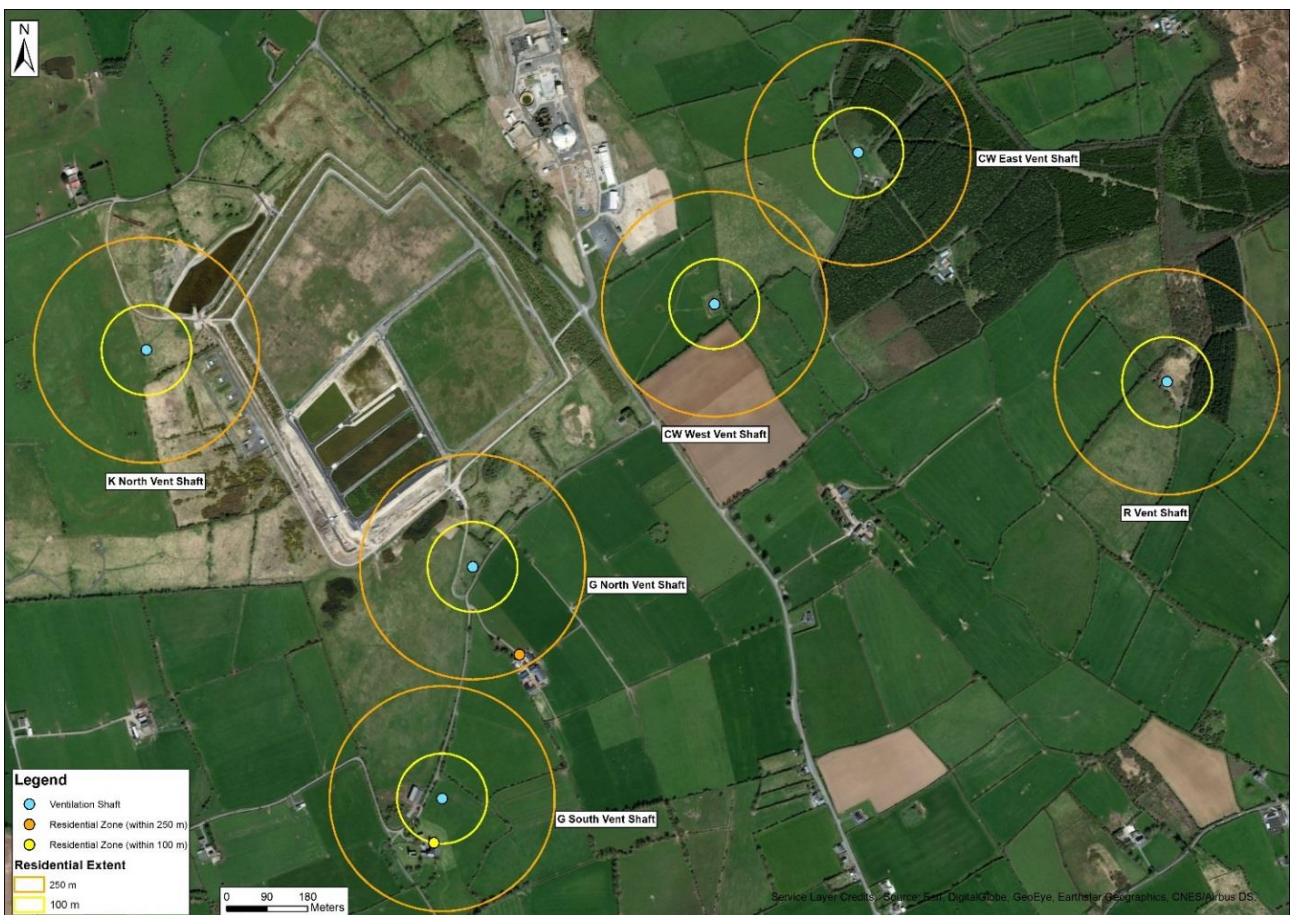 N
CW East Vent Shaft
CW West Vent Shaft
K North Vent Shaft
R Vent Shaft
G North Vent Shaft
G South Vent Shaft
Legend
Ventilation Shaft
Residential Zone (within 250 m)
Residential Zone (within 100 m)
Residential Extent
250 m
100 m
0 90 180
Meters
Service Layer Credits: Source: Esri, DigitalGlobe, GeoEye, Earthstar Geographics, CNES/Airbus DS,